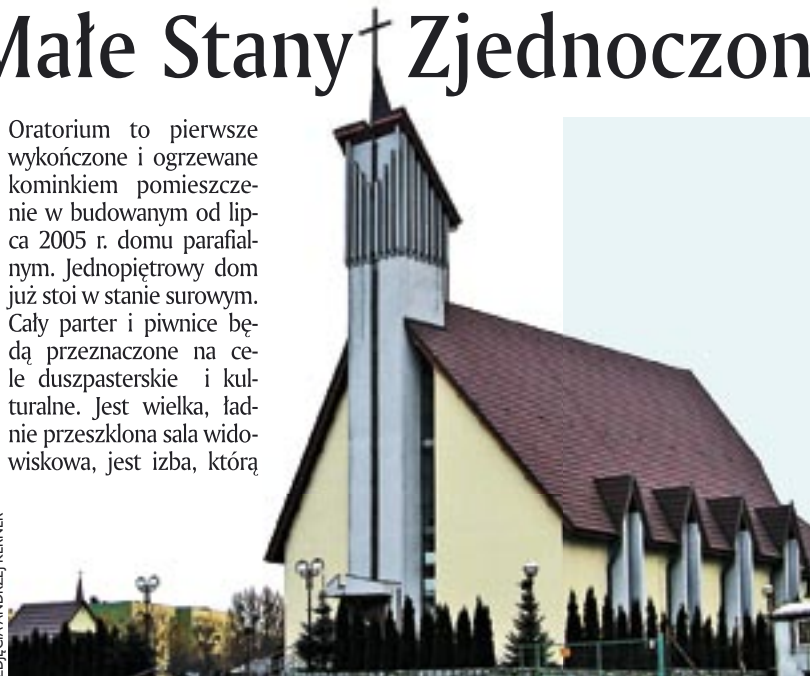 Małe Stany Zjednoczon
Oratorium to pierwsze
wykończone i ogrzewane
kominkiem pomieszcze-
nie w budowanym od lip-
ca 2005 r. domu parafial-
nym. Jednopiętrowy dom
już stoi w stanie surowym.
Cały parter i piwnice bę-
dą przeznaczone na ce-
le duszpasterskie i kul-
turalne. Jest wielka, ład-
nie przeszklona sala wido-
wiskowa, jest izba, którą